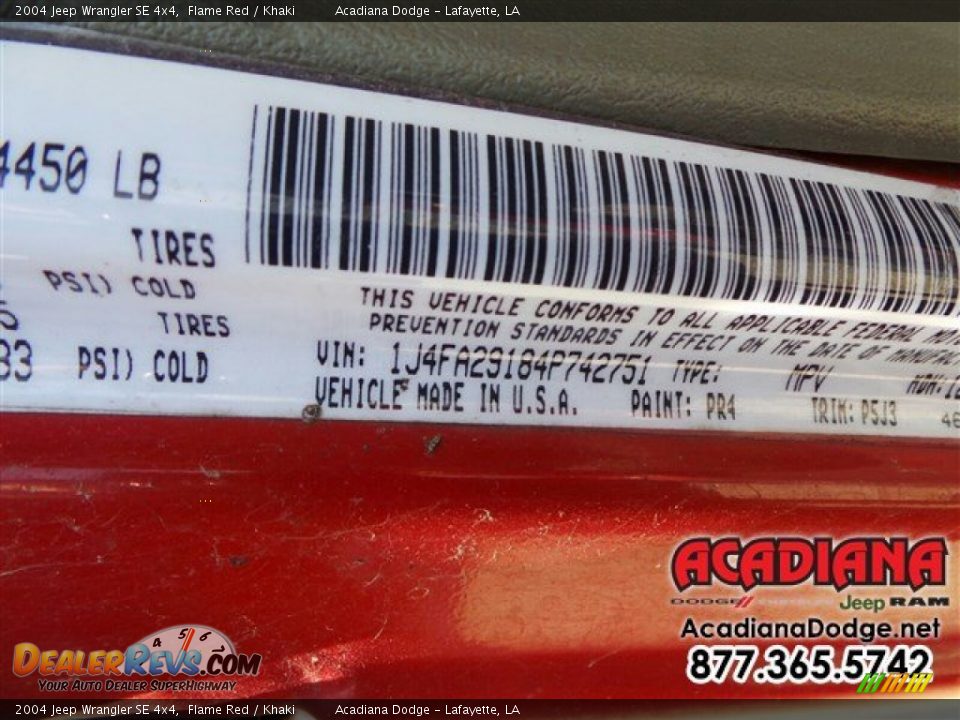 2004 Jeep Wrangler SE 4x4,  Flame Red / Khaki          Acadiana Dodge - Lafayette, LA
4450 LB
TIRES
PSI) COLD
TIRES
PSI) COLD
THIS VEHICLE CONFORMS TO ALL APPLICABLE FEDERAL
PREVENTION STANDARDS IN EFFECT ON THE DATE OF
VIN: 1J4FA29184P742751 TYPE: MPV
VEHICLE MADE IN U.S.A. PAINT: PR4 TRIM: P5J3
ACADIANA
DODGE Jeep RAM
AcadianaDodge.net
877.365.5742
4 5 6
DealerRevs.com
Your Auto Dealer SuperHighway
2004 Jeep Wrangler SE 4x4,  Flame Red / Khaki          Acadiana Dodge - Lafayette, LA